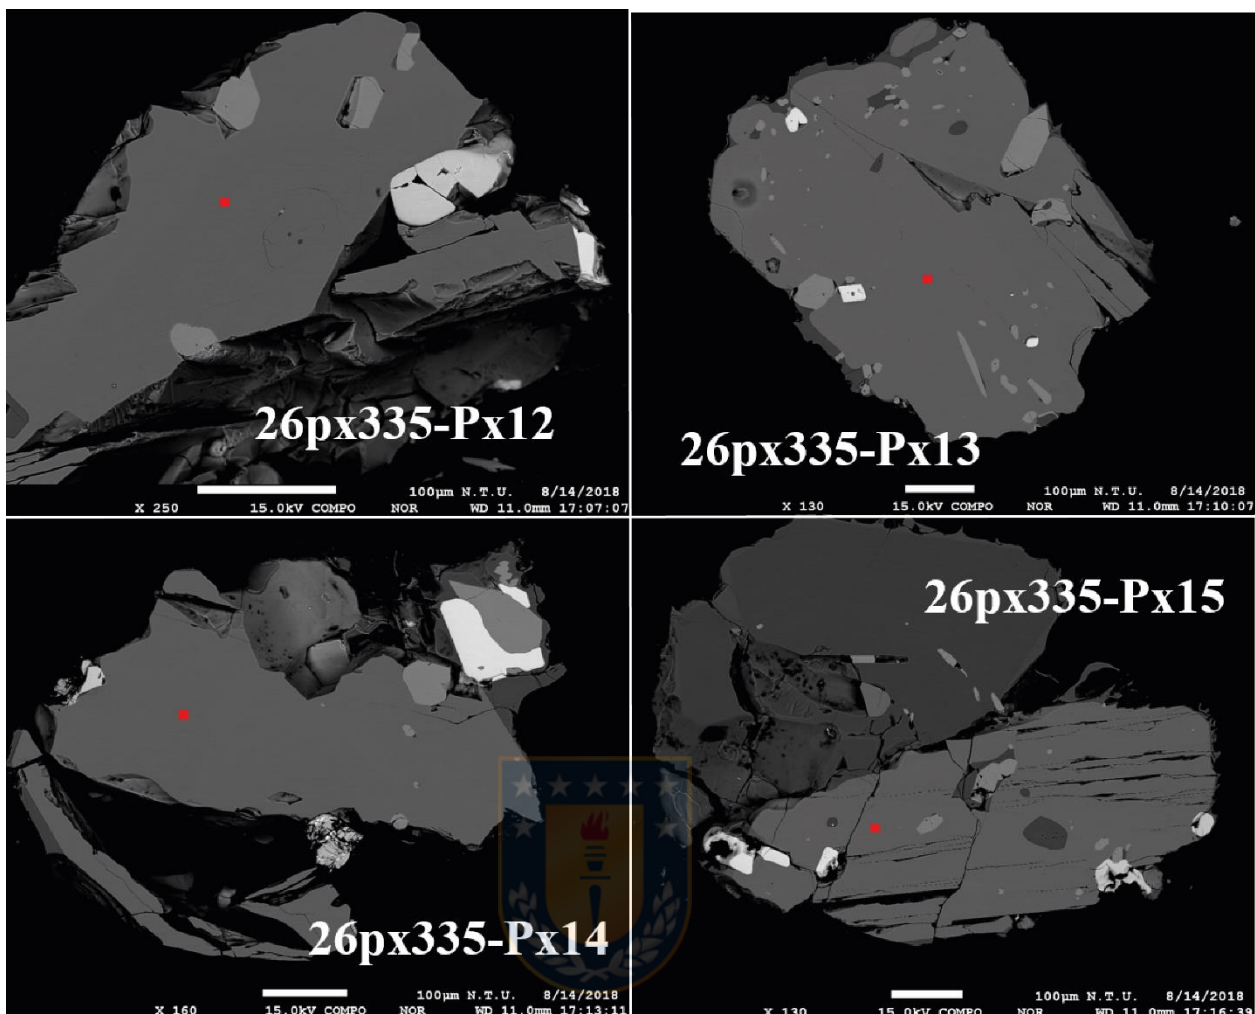 26px335-Px12
100µm N.T.U. 8/14/2018
X 250 15.0kV COMPO NOR WD 11.0mm 17:07:07
26px335-Px13
100µm N.T.U. 8/14/2018
X 130 15.0kV COMPO NOR WD 11.0mm 17:10:07
26px335-Px14
100µm N.T.U. 8/14/2018
X 160 15.0kV COMPO NOR WD 11.0mm 17:13:11
26px335-Px15
100µm N.T.U. 8/14/2018
X 130 15.0kV COMPO NOR WD 11.0mm 17:16:39